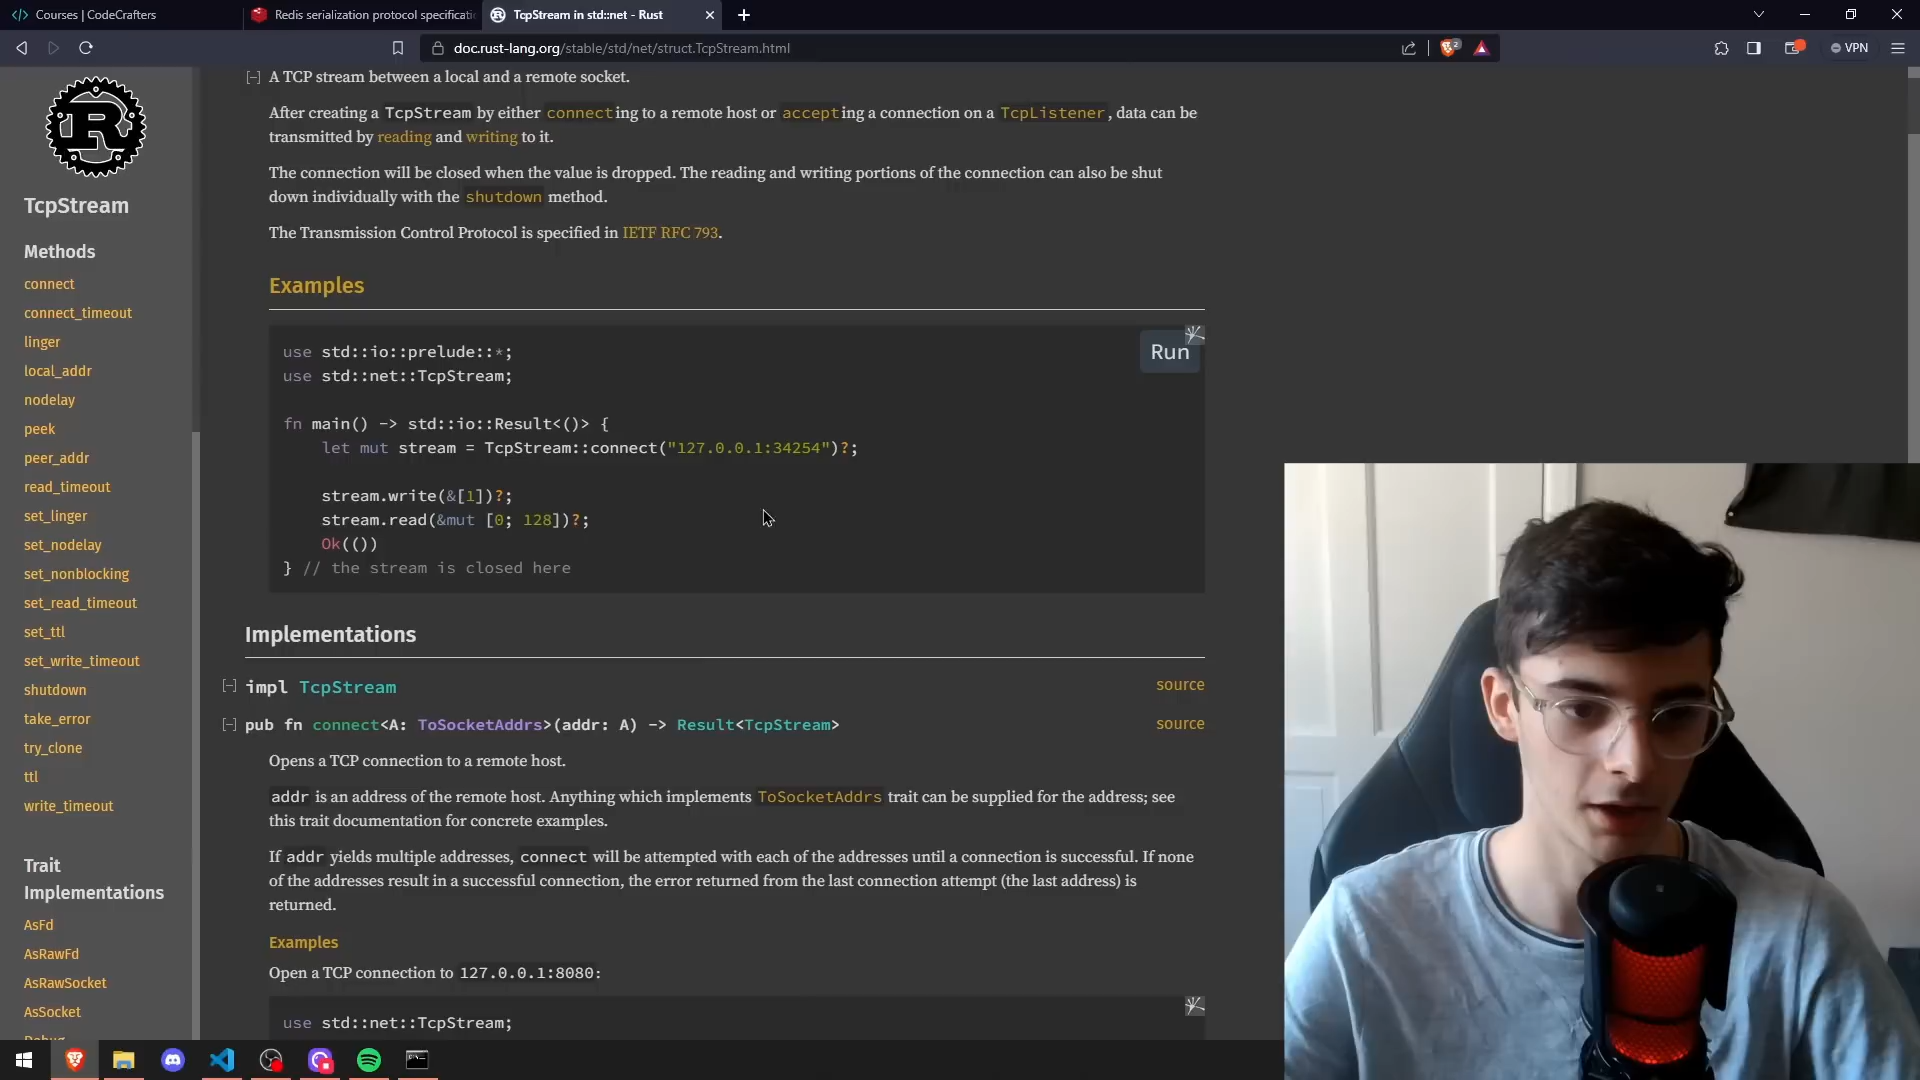 Courses | CodeCrafters
Redis serialization protocol specificati
TcpStream in std::net - Rust
doc.rust-lang.org/stable/std/net/struct.TcpStream.html
2
VPN
R
TcpStream
Methods
connect
connect_timeout
linger
local_addr
nodelay
peek
peer_addr
read_timeout
set_linger
set_nodelay
set_nonblocking
set_read_timeout
set_ttl
set_write_timeout
shutdown
take_error
try_clone
ttl
write_timeout
Trait
Implementations
AsFd
AsRawFd
AsRawSocket
AsSocket
Debug
[-] A TCP stream between a local and a remote socket.
After creating a TcpStream by either connecting to a remote host or accepting a connection on a TcpListener, data can be
transmitted by reading and writing to it.
The connection will be closed when the value is dropped. The reading and writing portions of the connection can also be shut
down individually with the shutdown method.
The Transmission Control Protocol is specified in IETF RFC 793.
Examples
Run
use std::io::prelude::*;
use std::net::TcpStream;
fn main() -> std::io::Result<()> {
let mut stream = TcpStream::connect("127.0.0.1:34254")?;
stream.write(&[1])?;
stream.read(&mut [0; 128])?;
Ok(())
} // the stream is closed here
Implementations
[-] impl TcpStream source
[-] pub fn connect<A: ToSocketAddrs>(addr: A) -> Result<TcpStream> source
Opens a TCP connection to a remote host.
addr is an address of the remote host. Anything which implements ToSocketAddrs trait can be supplied for the address; see
this trait documentation for concrete examples.
If addr yields multiple addresses, connect will be attempted with each of the addresses until a connection is successful. If none
of the addresses result in a successful connection, the error returned from the last connection attempt (the last address) is
returned.
Examples
Open a TCP connection to 127.0.0.1:8080:
use std::net::TcpStream;